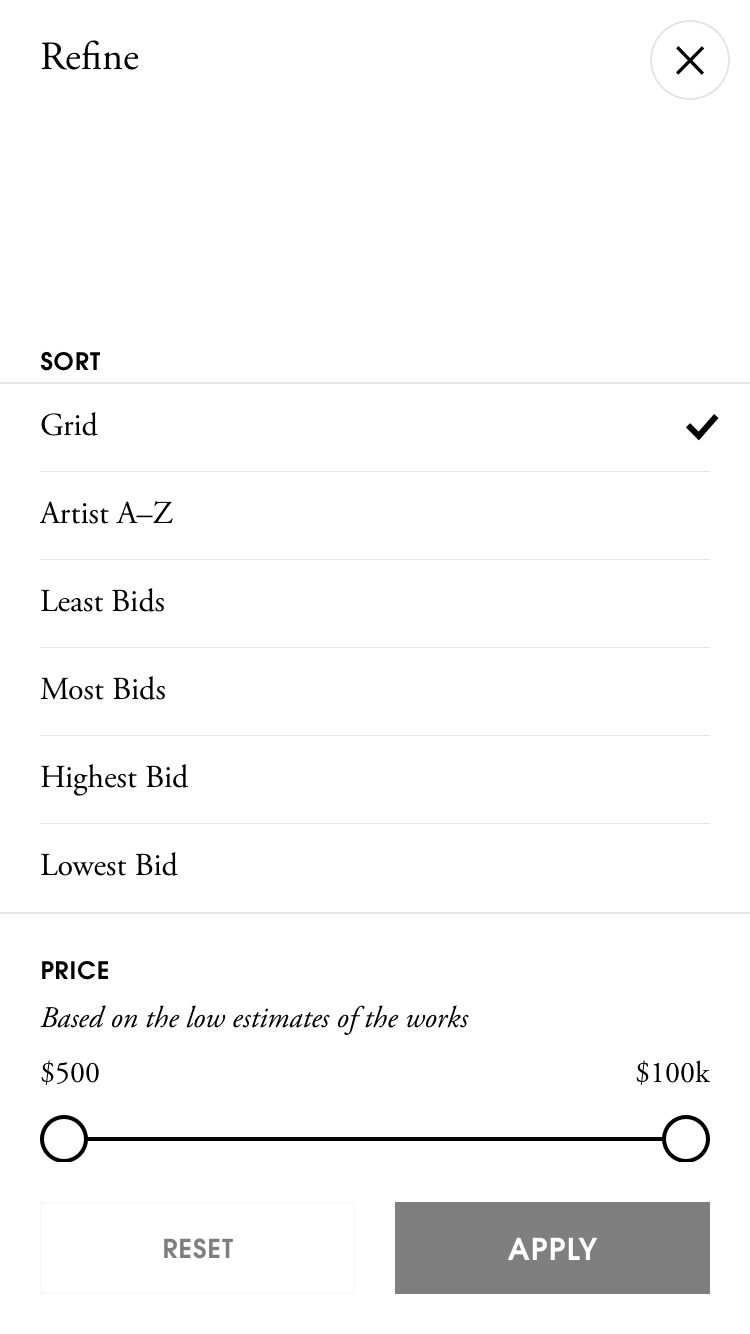 Refine
SORT
Grid
Artist A–Z
Least Bids
Most Bids
Highest Bid
Lowest Bid
PRICE
Based on the low estimates of the works
$500 $100k
RESET APPLY